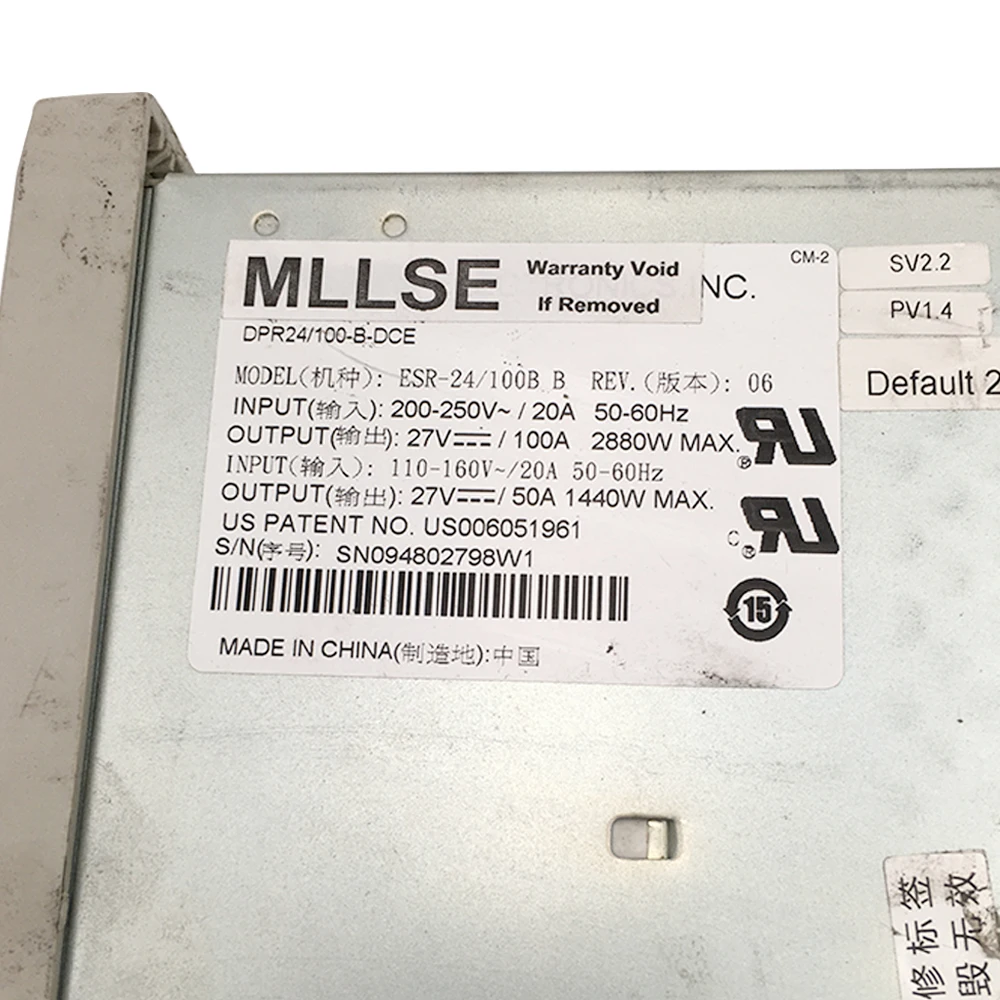 MLLSE
Warranty Void
If Removed
RONICS, INC.
CM-2
SV2.2
PV1.4
Default 2
DPR24/100-B-DCE
MODEL(机种): ESR-24/100B B REV.(版本): 06
INPUT(输入): 200-250V~ / 20A 50-60Hz
OUTPUT(输出): 27V⎓ / 100A 2880W MAX.
INPUT(输入): 110-160V~/20A 50-60Hz
OUTPUT(输出): 27V⎓ / 50A 1440W MAX.
US PATENT NO. US006051961
S/N(序号): SN094802798W1
MADE IN CHINA(制造地):中国
UR
®
C UR
®
15
修标签
毁无效